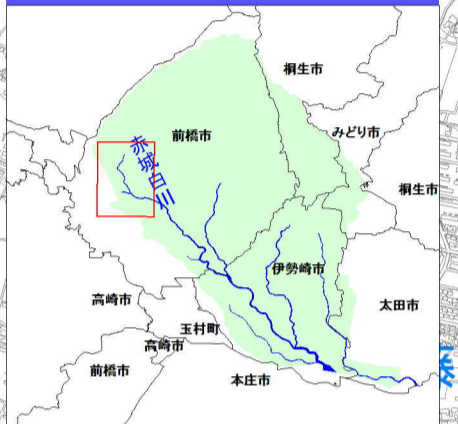 桐生市
前橋市
みどり市
赤城白川
桐生市
伊勢崎市
高崎市
太田市
玉村町
高崎市
前橋市
本庄市